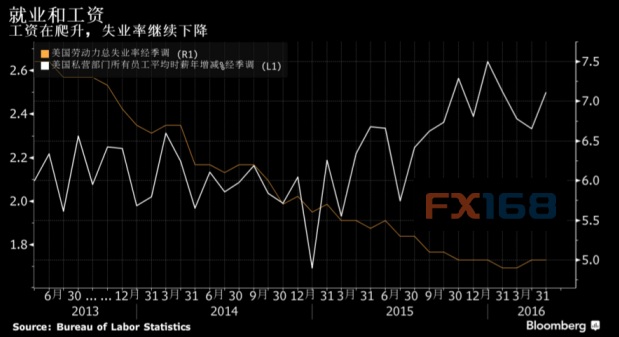 就业和工资
工资在爬升，失业率继续下降
美国劳动力总失业率经季调 (R1)
美国私营部门所有员工平均时薪年增减%经季调 (L1)
2.6
2.4
2.2
2.0
1.8
7.5
7.0
6.5
6.0
5.5
5.0
FX168
6月 30 ... ... 12月 31 3月 31 6月 30 9月 30 12月 31 3月 31 6月 30 9月 30 12月 31 3月 31
2013 2014 2015 2016
Source: Bureau of Labor Statistics
Bloomberg